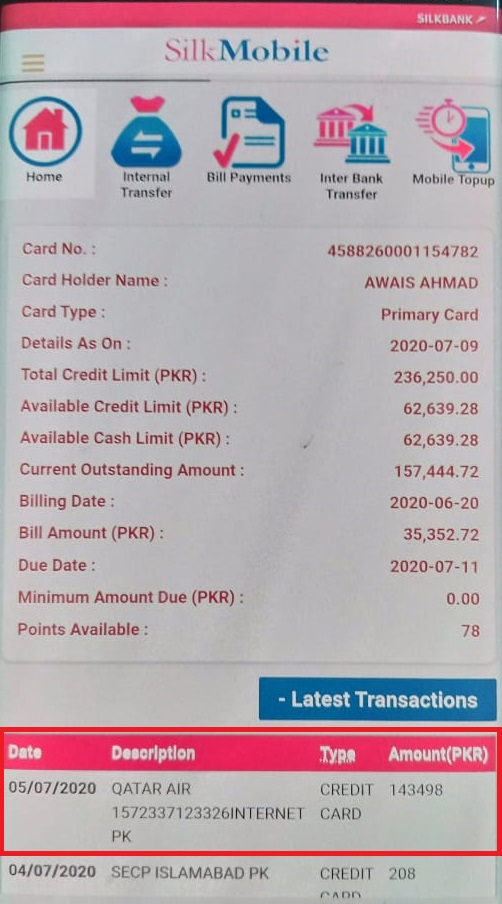 SILKBANK
SilkMobile
Home
Internal
Transfer
Bill Payments
Inter Bank
Transfer
Mobile Topup
Card No. : 4588260001154782
Card Holder Name : AWAIS AHMAD
Card Type : Primary Card
Details As On : 2020-07-09
Total Credit Limit (PKR) : 236,250.00
Available Credit Limit (PKR) : 62,639.28
Available Cash Limit (PKR) : 62,639.28
Current Outstanding Amount : 157,444.72
Billing Date : 2020-06-20
Bill Amount (PKR) : 35,352.72
Due Date : 2020-07-11
Minimum Amount Due (PKR) : 0.00
Points Available : 78
- Latest Transactions
Date Description Type Amount(PKR)
05/07/2020 QATAR AIR CREDIT 143498
1572337123326INTERNET CARD
PK
04/07/2020 SECP ISLAMABAD PK CREDIT 208
CARD